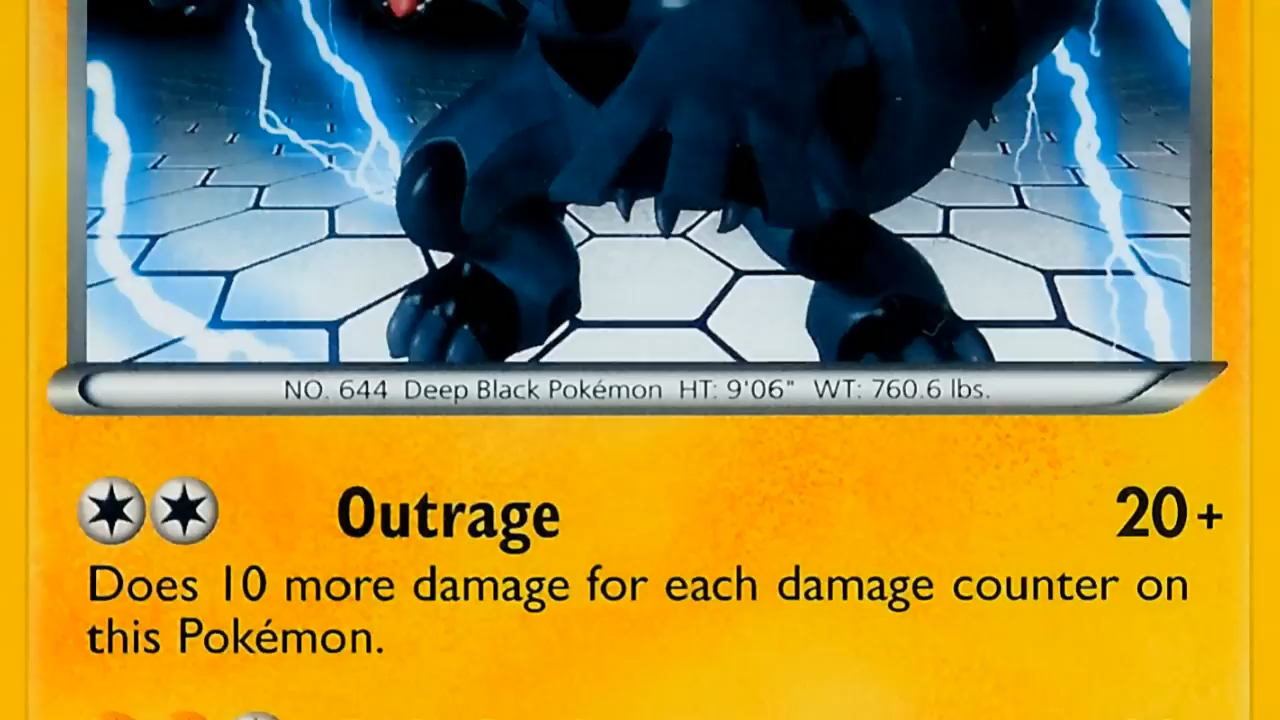 NO. 644 Deep Black Pokémon HT: 9'06" WT: 760.6 lbs.
Outrage 20+
Does 10 more damage for each damage counter on
this Pokémon.